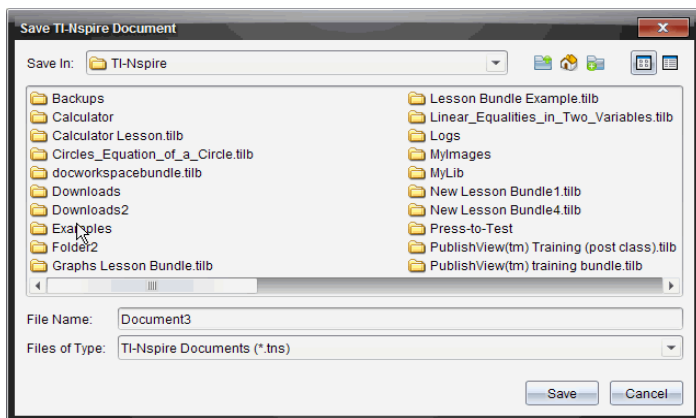 Save TI-Nspire Document
Save In:
TI-Nspire
Backups
Calculator
Calculator Lesson.tilb
Circles_Equation_of_a_Circle.tilb
docworkspacebundle.tilb
Downloads
Downloads2
Examples
Folder2
Graphs Lesson Bundle.tilb
Lesson Bundle Example.tilb
Linear_Equalities_in_Two_Variables.tilb
Logs
MyImages
MyLib
New Lesson Bundle1.tilb
New Lesson Bundle4.tilb
Press-to-Test
PublishView(tm) Training (post class).tilb
PublishView(tm) training bundle.tilb
File Name:
Document3
Files of Type:
TI-Nspire Documents (*.tns)
Save
Cancel